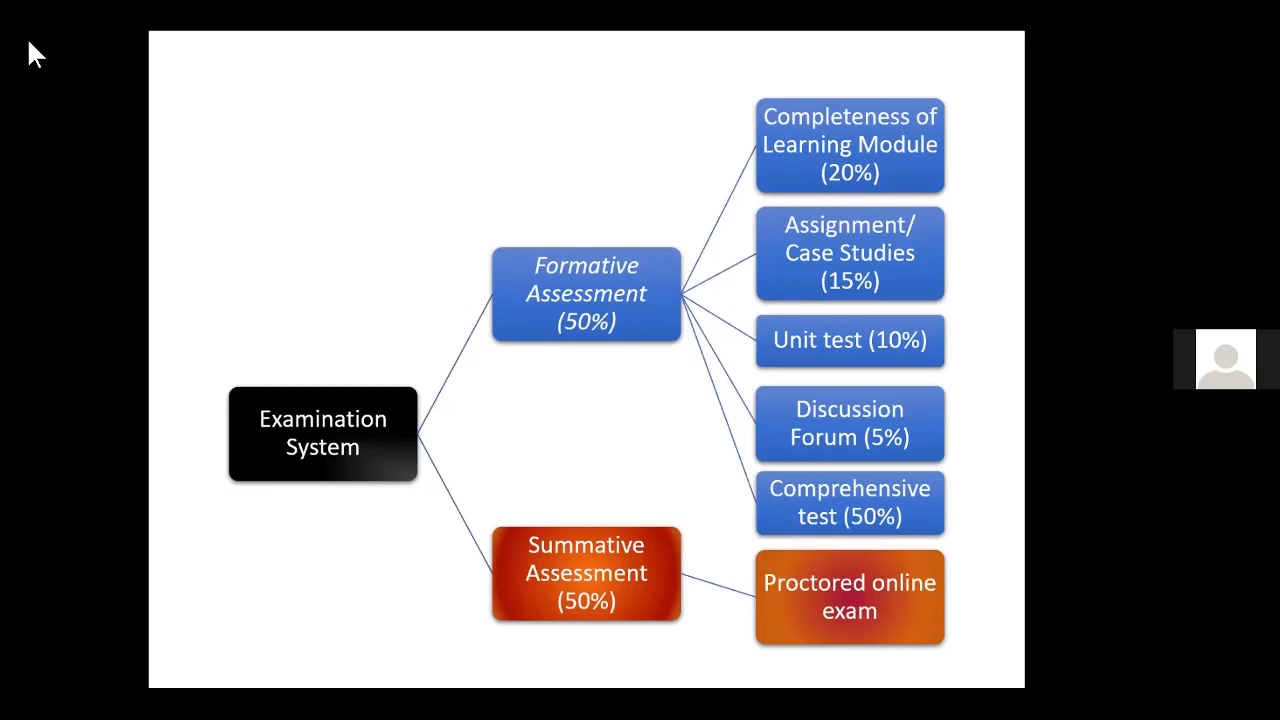 Examination
System
Formative
Assessment
(50%)
Summative
Assessment
(50%)
Completeness of
Learning Module
(20%)
Assignment/
Case Studies
(15%)
Unit test (10%)
Discussion
Forum (5%)
Comprehensive
test (50%)
Proctored online
exam